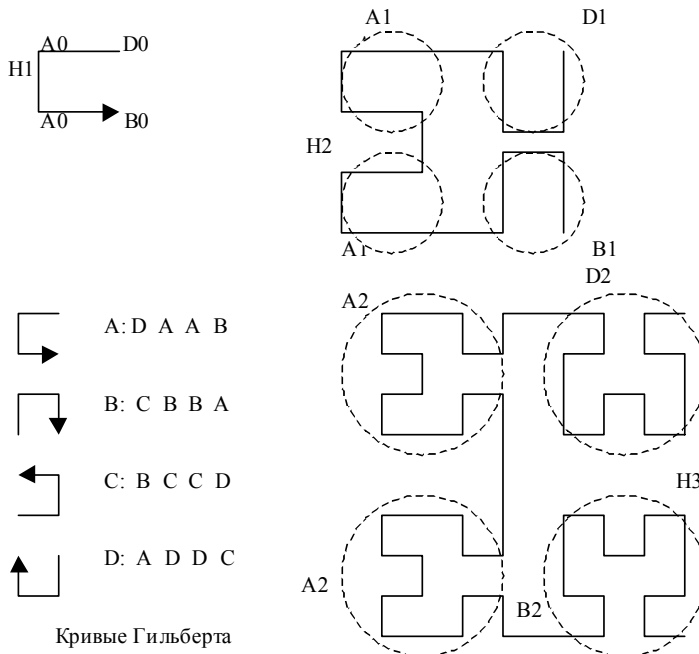 A1 D1
A0 D0
H1
A0 B0
H2
A1 B1
D2
A2
A: D A A B
B: C B B A
C: B C C D
H3
D: A D D C
A2
B2
Кривые Гильберта